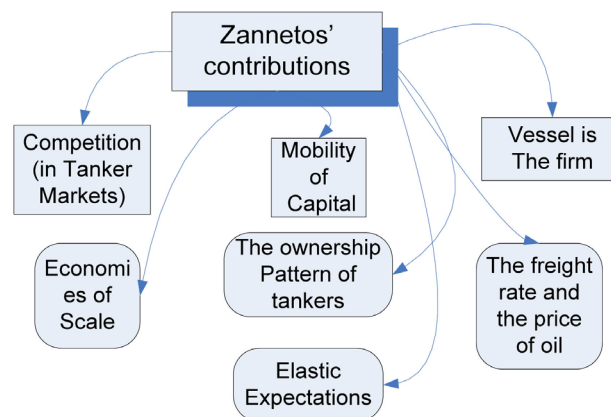 Zannetos'
contributions
Competition
(in Tanker
Markets)
Mobility
of
Capital
Vessel is
The firm
Economi
es of
Scale
The ownership
Pattern of
tankers
The freight
rate and
the price
of oil
Elastic
Expectations